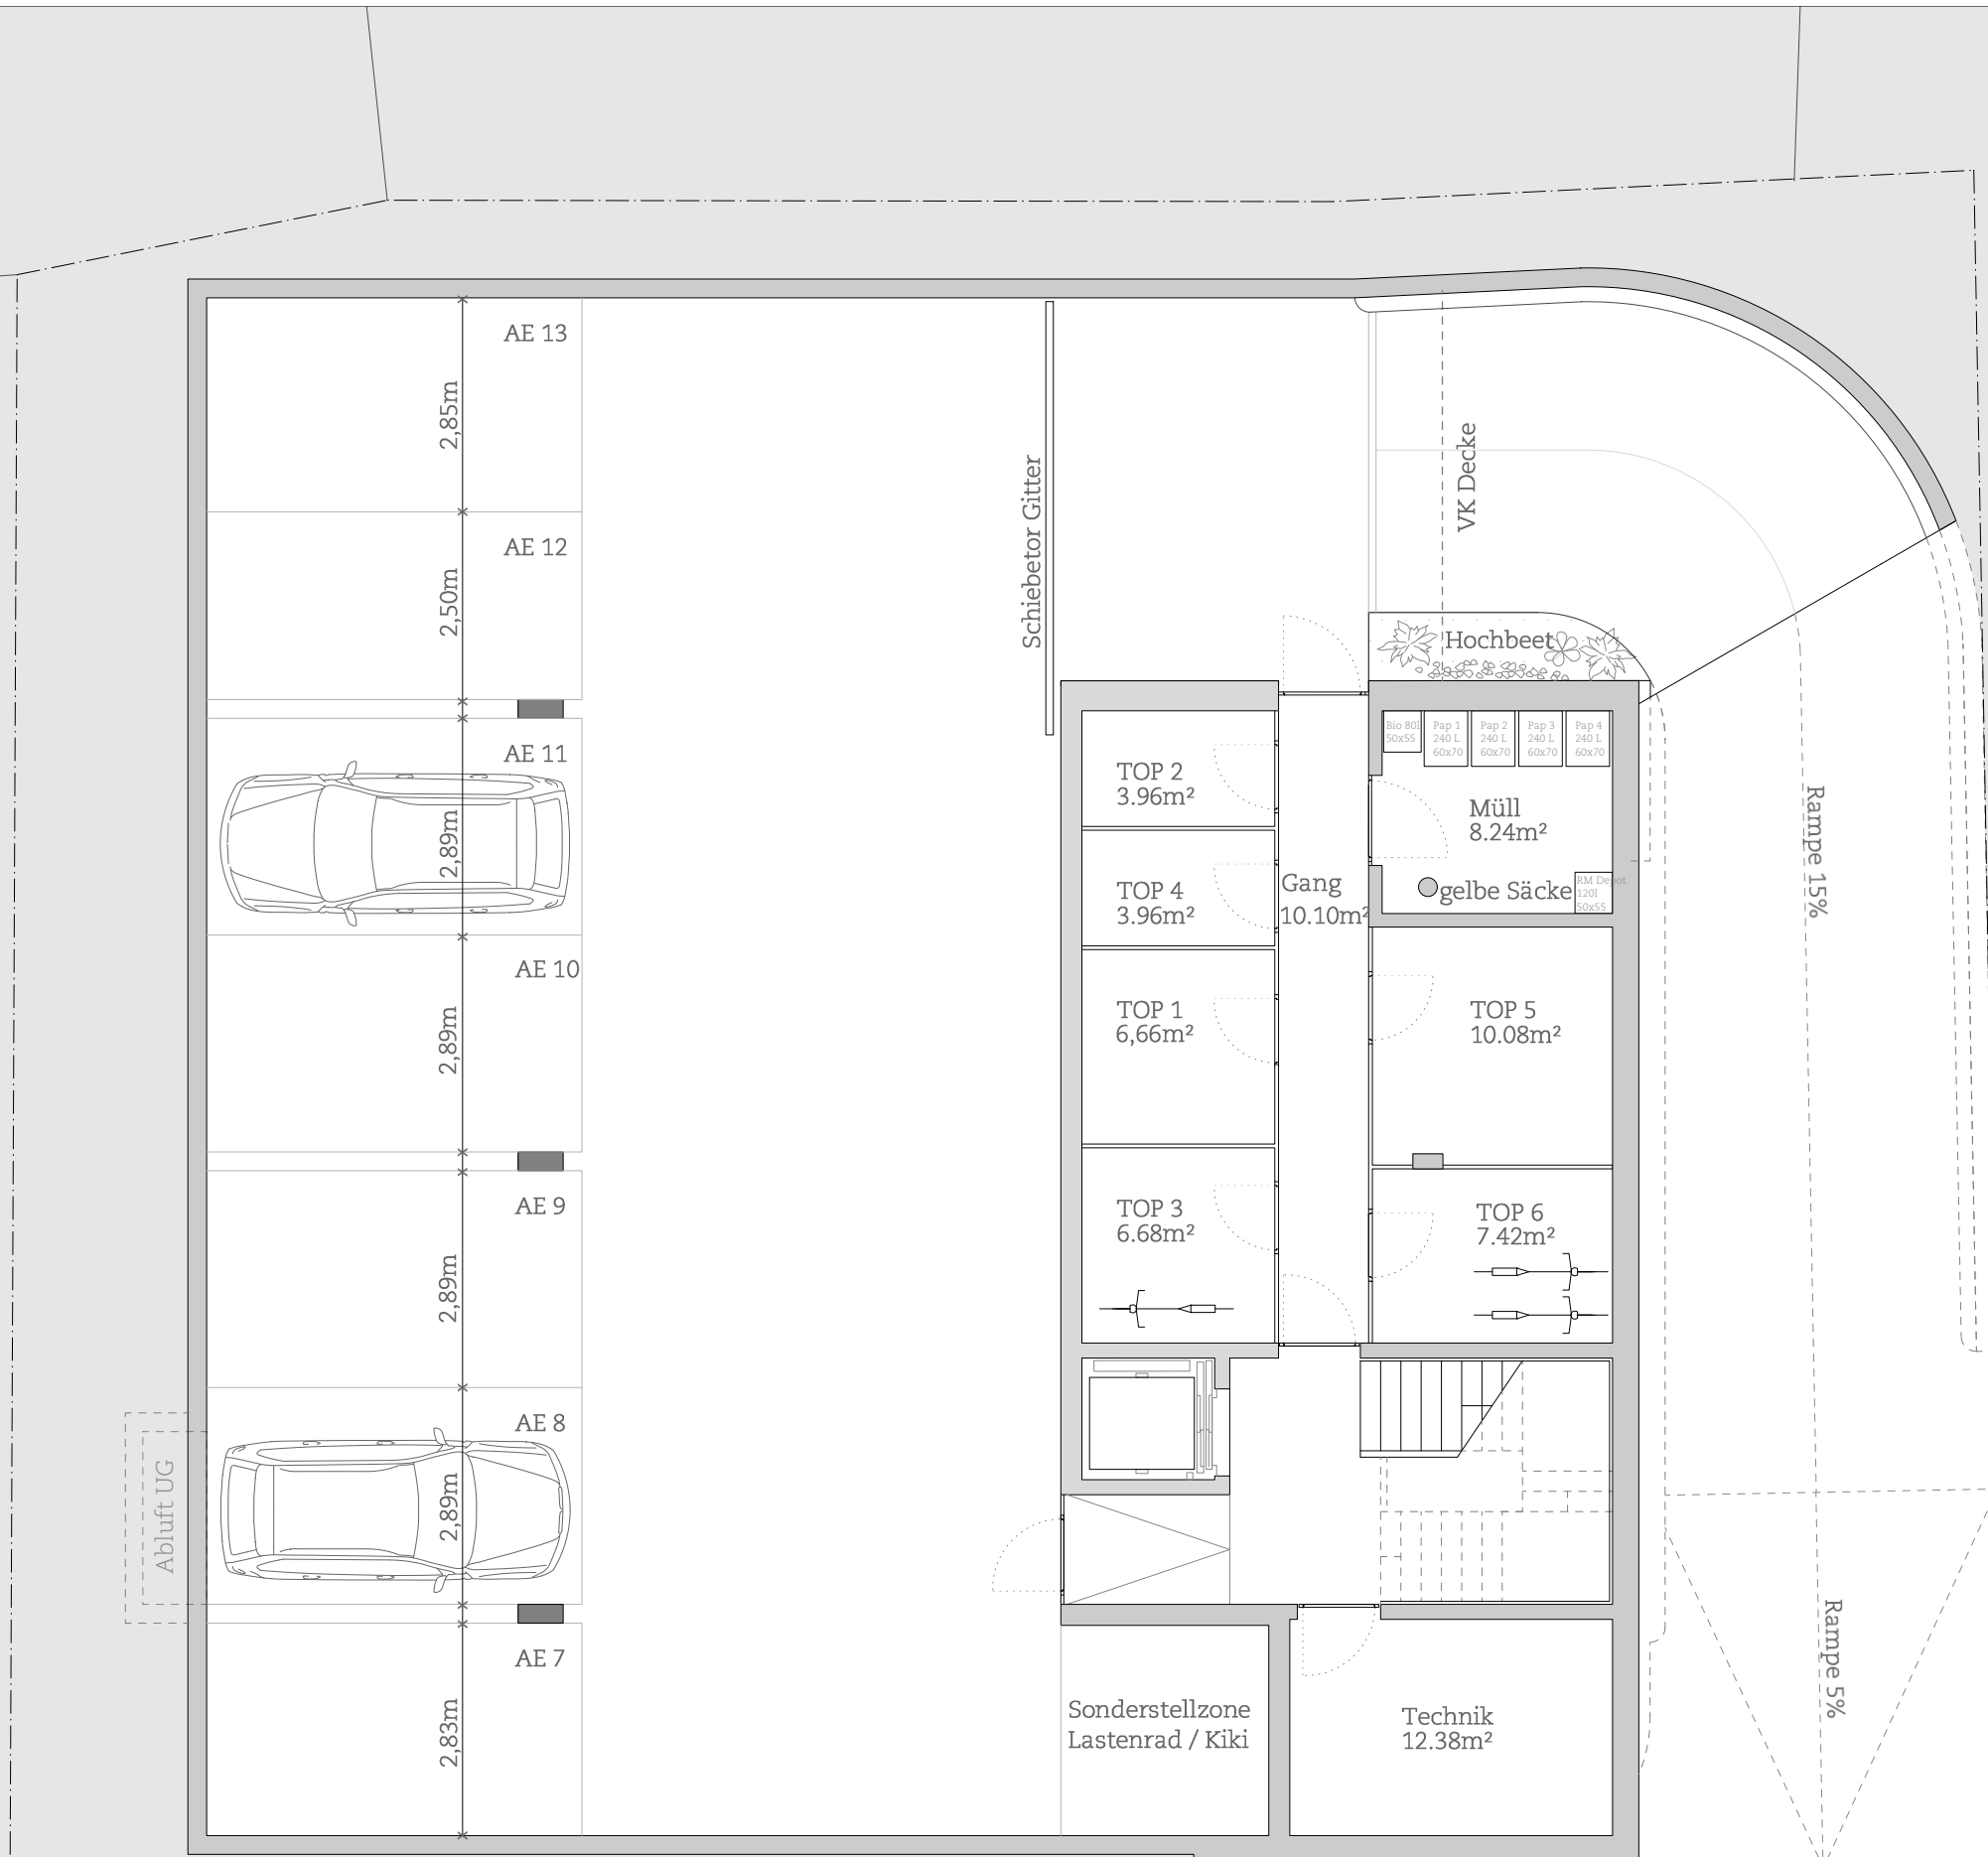 AE 13
2,85m
AE 12
2,50m
AE 11
2,89m
AE 10
2,89m
AE 9
2,89m
AE 8
2,89m
AE 7
2,83m
Abluft UG
Schiebetor Gitter
VK Decke
Hochbeet
Bio 80l
50x55
Pap 1
240 L
60x70
Pap 2
240 L
60x70
Pap 3
240 L
60x70
Pap 4
240 L
60x70
TOP 2
3.96m²
Müll
8.24m²
TOP 4
3.96m²
Gang
10.10m²
gelbe Säcke
RM Depot
120l
50x55
TOP 1
6,66m²
TOP 5
10.08m²
TOP 3
6.68m²
TOP 6
7.42m²
Sonderstellzone
Lastenrad / Kiki
Technik
12.38m²
Rampe 15%
Rampe 5%